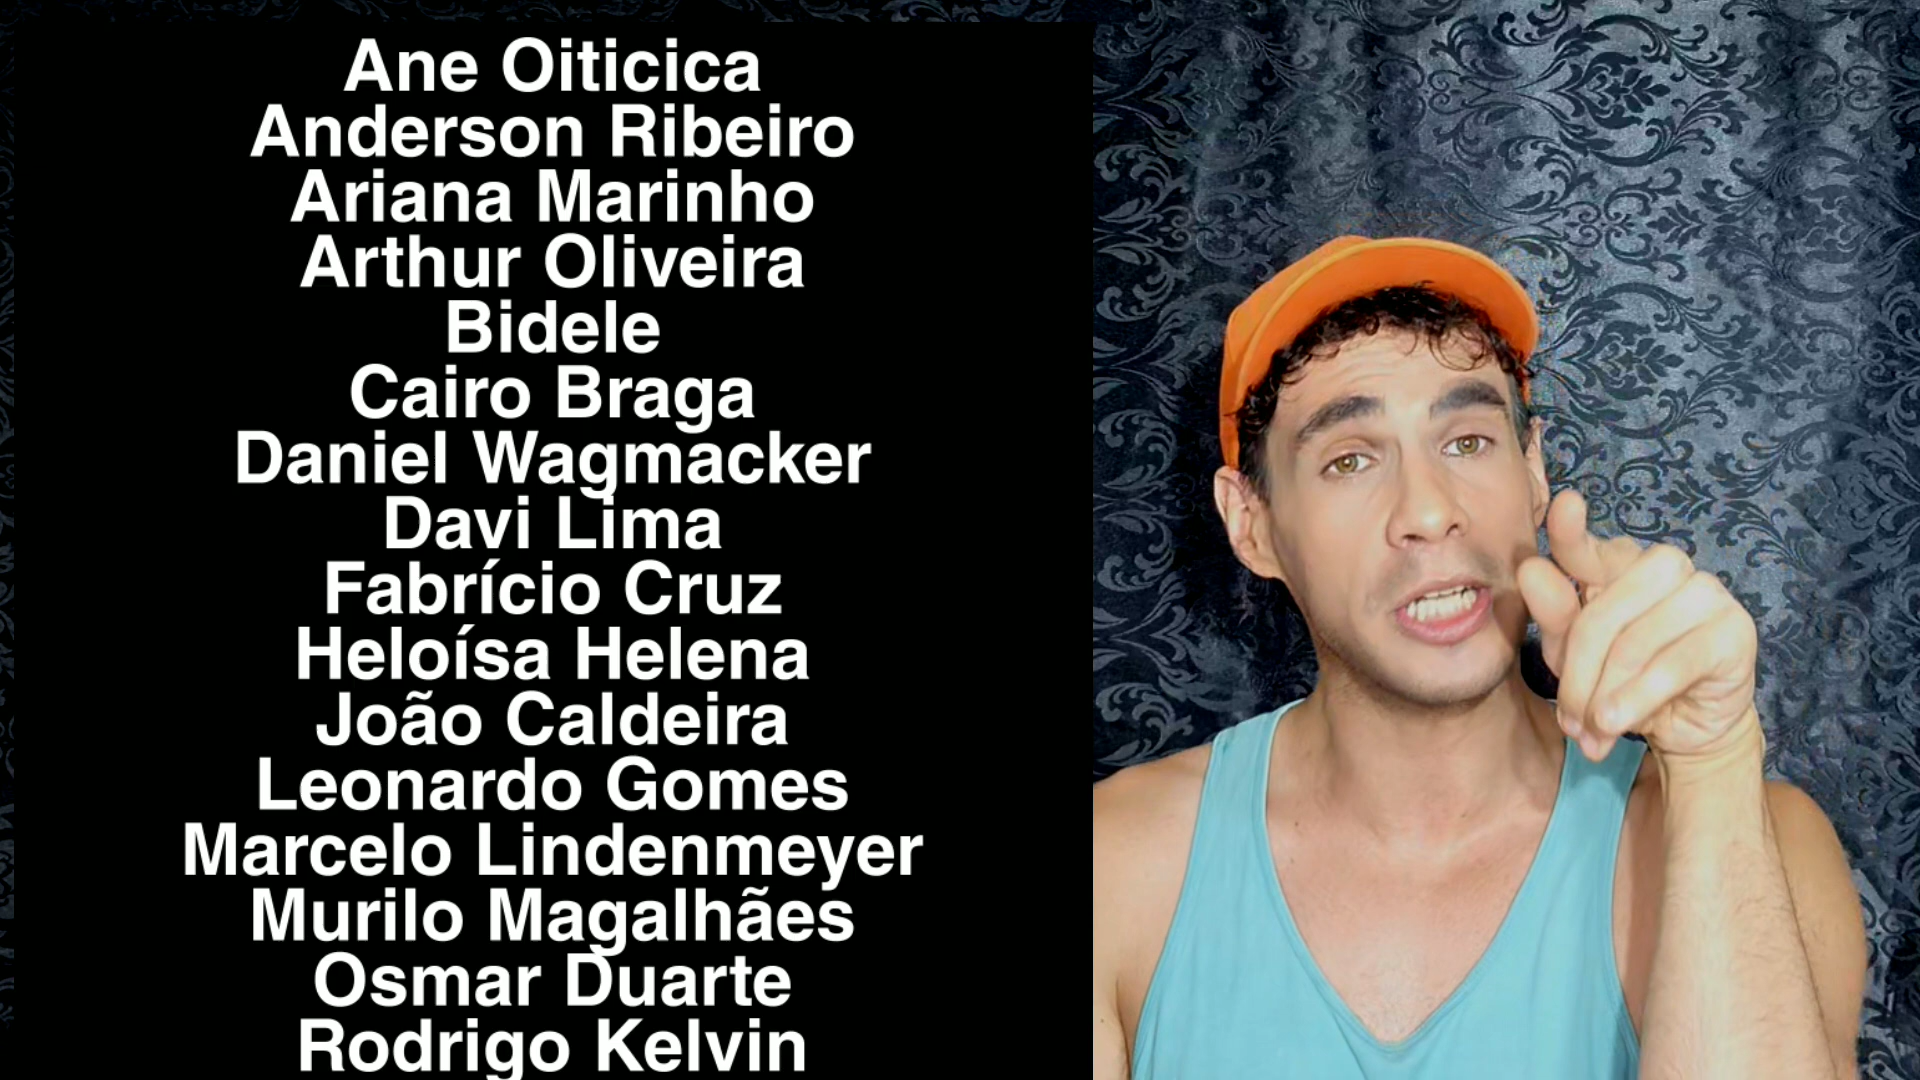 Ane Oiticica
Anderson Ribeiro
Ariana Marinho
Arthur Oliveira
Bidele
Cairo Braga
Daniel Wagmacker
Davi Lima
Fabrício Cruz
Heloísa Helena
João Caldeira
Leonardo Gomes
Marcelo Lindenmeyer
Murilo Magalhães
Osmar Duarte
Rodrigo Kelvin